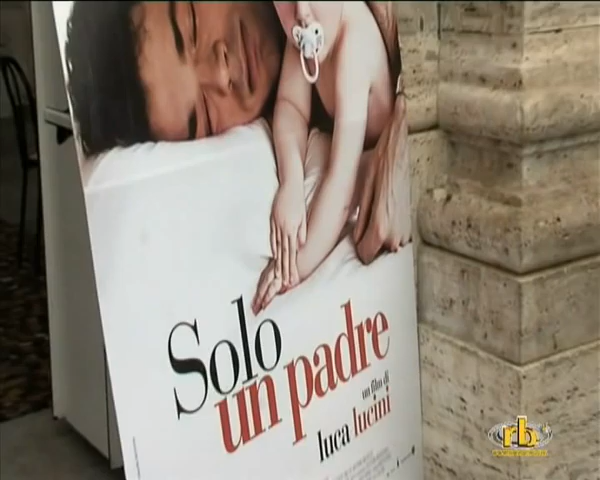 Solo
un padre
un film di
luca lucini
rb